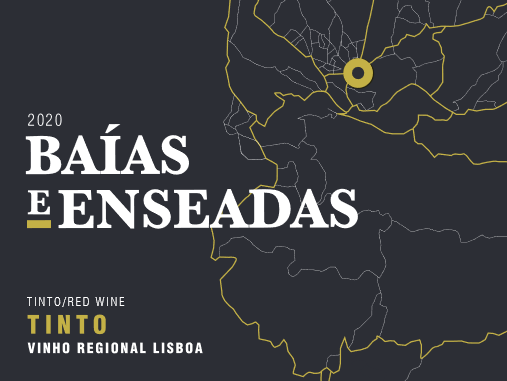 2020
BAÍAS
E ENSEADAS
TINTO/RED WINE
TINTO
VINHO REGIONAL LISBOA